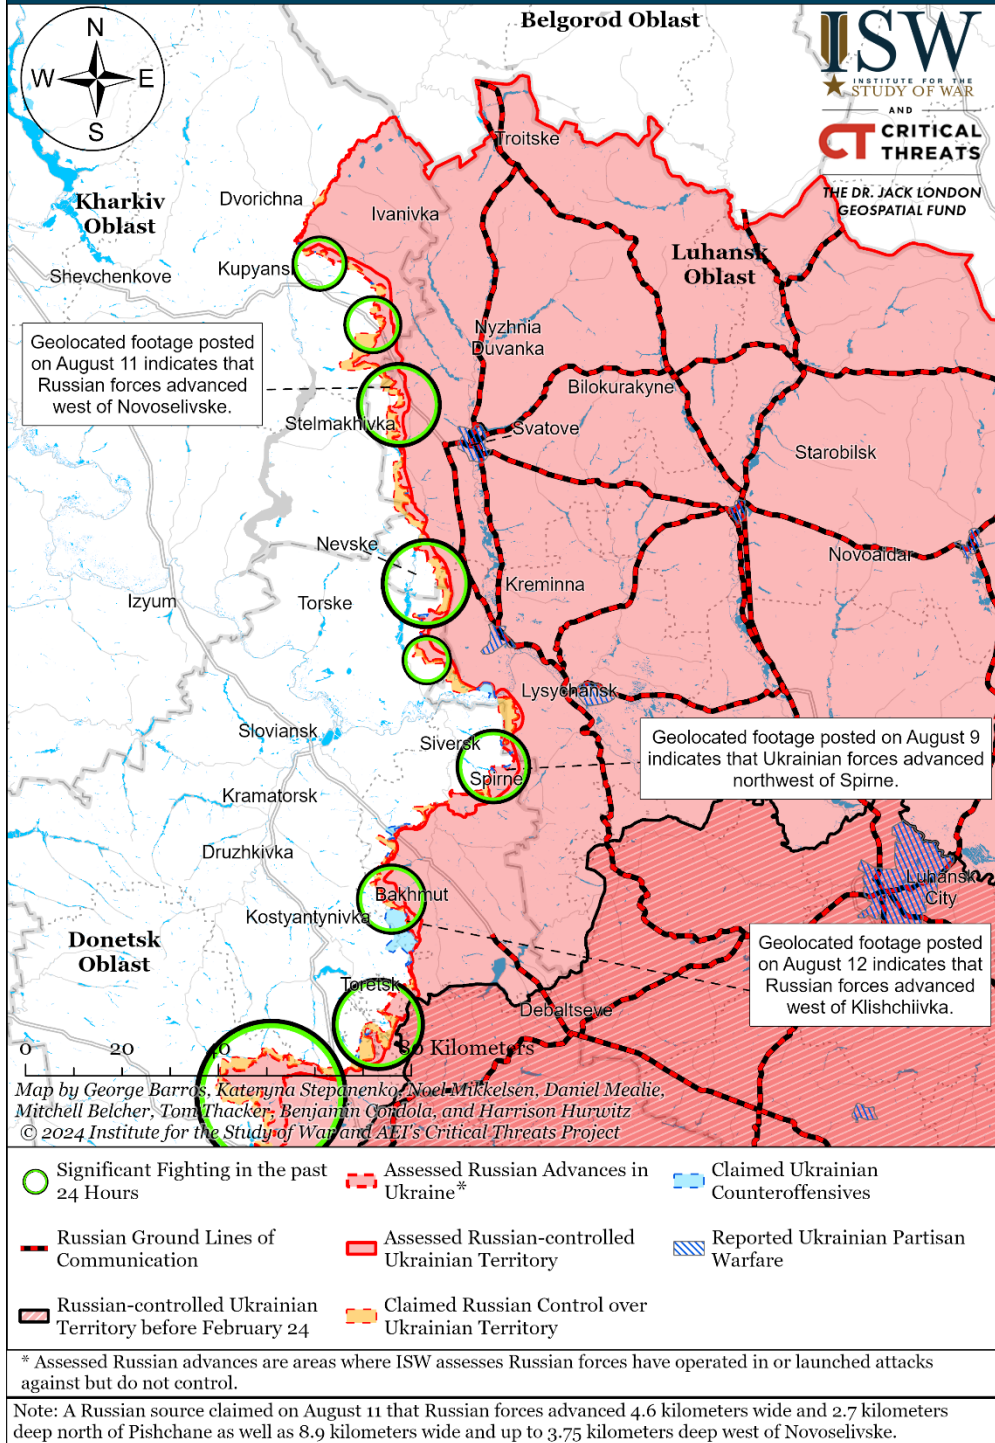 Belgorod Oblast
N
W E
S
ISW
INSTITUTE FOR THE
STUDY OF WAR
AND
CT CRITICAL
THREATS
THE DR. JACK LONDON
GEOSPATIAL FUND
Troitske
Dvorichna
Kharkiv
Oblast
Ivanivka
Luhansk
Oblast
Shevchenkove
Kupyansk
Geolocated footage posted
on August 11 indicates that
Russian forces advanced
west of Novoselivske.
Nyzhnia
Duvanka
Bilokurakyne
Stelmakhivka
Svatove
Starobilsk
Nevske
Novoaidar
Izyum
Torske
Kreminna
Lysychansk
Sloviansk
Siversk
Geolocated footage posted on August 9
indicates that Ukrainian forces advanced
northwest of Spirne.
Spirne
Kramatorsk
Druzhkivka
Luhansk
City
Bakhmut
Kostyantynivka
Donetsk
Oblast
Geolocated footage posted
on August 12 indicates that
Russian forces advanced
west of Klishchiivka.
Toretsk
Debaltseve
0 20 40 80 Kilometers
Map by George Barros, Kateryna Stepanenko, Noel Mikkelsen, Daniel Mealie,
Mitchell Belcher, Tom Thacker, Benjamin Cordola, and Harrison Hurwitz
© 2024 Institute for the Study of War and AEI's Critical Threats Project
Significant Fighting in the past
24 Hours
Assessed Russian Advances in
Ukraine*
Claimed Ukrainian
Counteroffensives
Russian Ground Lines of
Communication
Assessed Russian-controlled
Ukrainian Territory
Reported Ukrainian Partisan
Warfare
Russian-controlled Ukrainian
Territory before February 24
Claimed Russian Control over
Ukrainian Territory
* Assessed Russian advances are areas where ISW assesses Russian forces have operated in or launched attacks
against but do not control.
Note: A Russian source claimed on August 11 that Russian forces advanced 4.6 kilometers wide and 2.7 kilometers
deep north of Pishchane as well as 8.9 kilometers wide and up to 3.75 kilometers deep west of Novoselivske.